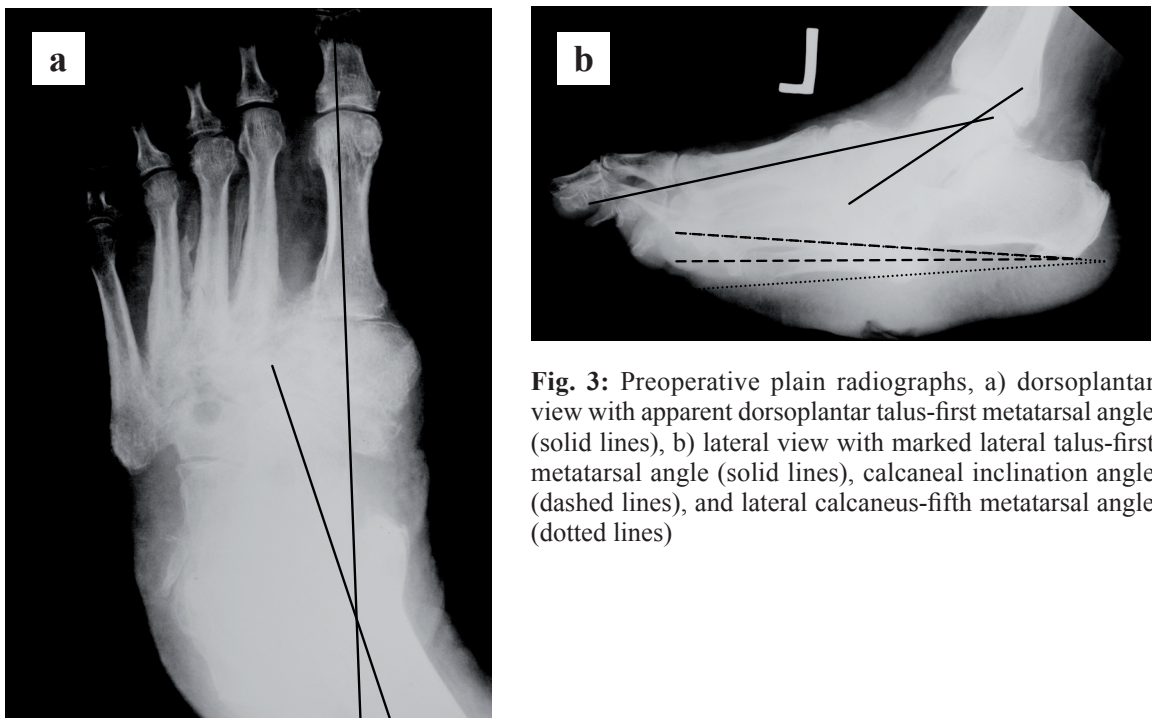 a
b
L
Fig. 3: Preoperative plain radiographs, a) dorsoplantar
view with apparent dorsoplantar talus-first metatarsal angle
(solid lines), b) lateral view with marked lateral talus-first
metatarsal angle (solid lines), calcaneal inclination angle
(dashed lines), and lateral calcaneus-fifth metatarsal angle
(dotted lines)